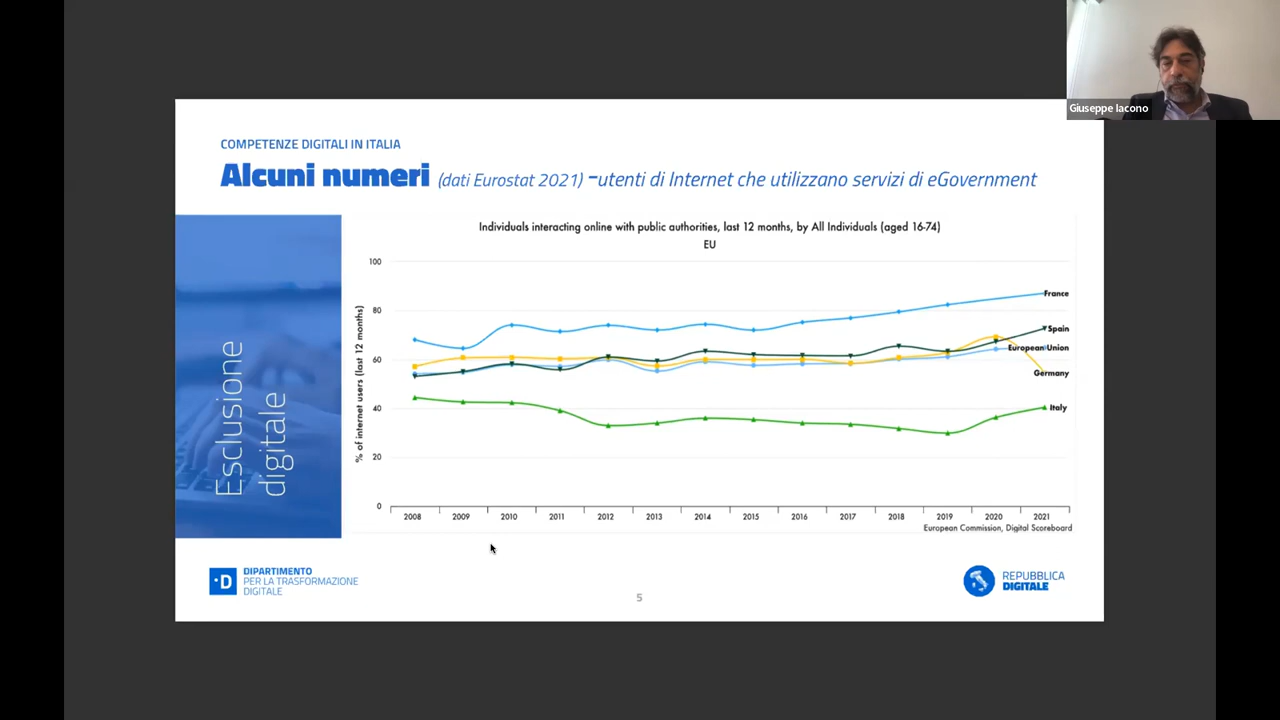 Giuseppe Iacono
COMPETENZE DIGITALI IN ITALIA
Alcuni numeri (dati Eurostat 2021) –utenti di Internet che utilizzano servizi di eGovernment
Esclusione
digitale
Individuals interacting online with public authorities, last 12 months, by All Individuals (aged 16-74)
EU
% of internet users (last 12 months)
100
80
60
40
20
0
France
Spain
European Union
Germany
Italy
2008 2009 2010 2011 2012 2013 2014 2015 2016 2017 2018 2019 2020 2021
European Commission, Digital Scoreboard
·D
DIPARTIMENTO
PER LA TRASFORMAZIONE
DIGITALE
5
REPUBBLICA
DIGITALE